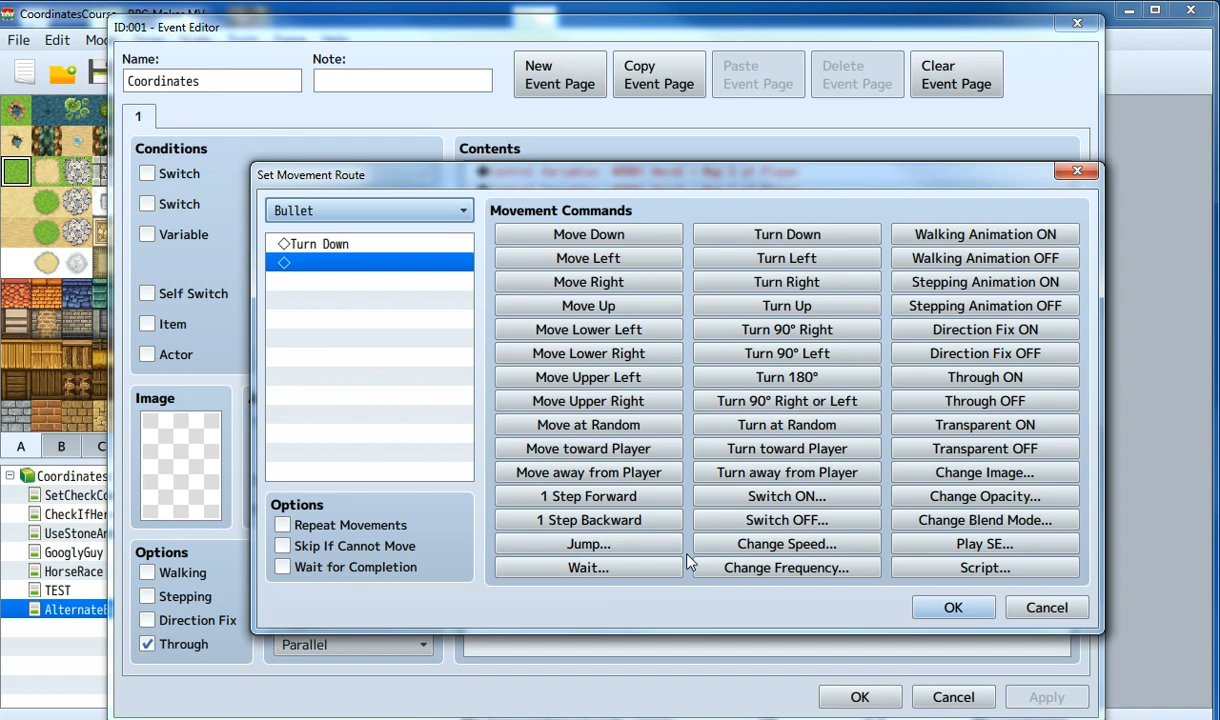 CoordinatesCourse - RPG Maker MV
ID:001 - Event Editor
File Edit Mod
Name:
Note:
Coordinates
New Event Page
Copy Event Page
Paste Event Page
Delete Event Page
Clear Event Page
1
Conditions
Contents
Switch
Switch
Variable
Self Switch
Item
Actor
Image
Options
Walking
Stepping
Direction Fix
Through
Parallel
A B C
Coordinates
SetCheckCo
CheckIfHer
UseStoneAr
GooglyGuy
HorseRace
TEST
AlternateB
Set Movement Route
Bullet
◇Turn Down
◇
Options
Repeat Movements
Skip If Cannot Move
Wait for Completion
Movement Commands
Move Down Turn Down Walking Animation ON
Move Left Turn Left Walking Animation OFF
Move Right Turn Right Stepping Animation ON
Move Up Turn Up Stepping Animation OFF
Move Lower Left Turn 90° Right Direction Fix ON
Move Lower Right Turn 90° Left Direction Fix OFF
Move Upper Left Turn 180° Through ON
Move Upper Right Turn 90° Right or Left Through OFF
Move at Random Turn at Random Transparent ON
Move toward Player Turn toward Player Transparent OFF
Move away from Player Turn away from Player Change Image...
1 Step Forward Switch ON... Change Opacity...
1 Step Backward Switch OFF... Change Blend Mode...
Jump... Change Speed... Play SE...
Wait... Change Frequency... Script...
OK Cancel
OK Cancel Apply